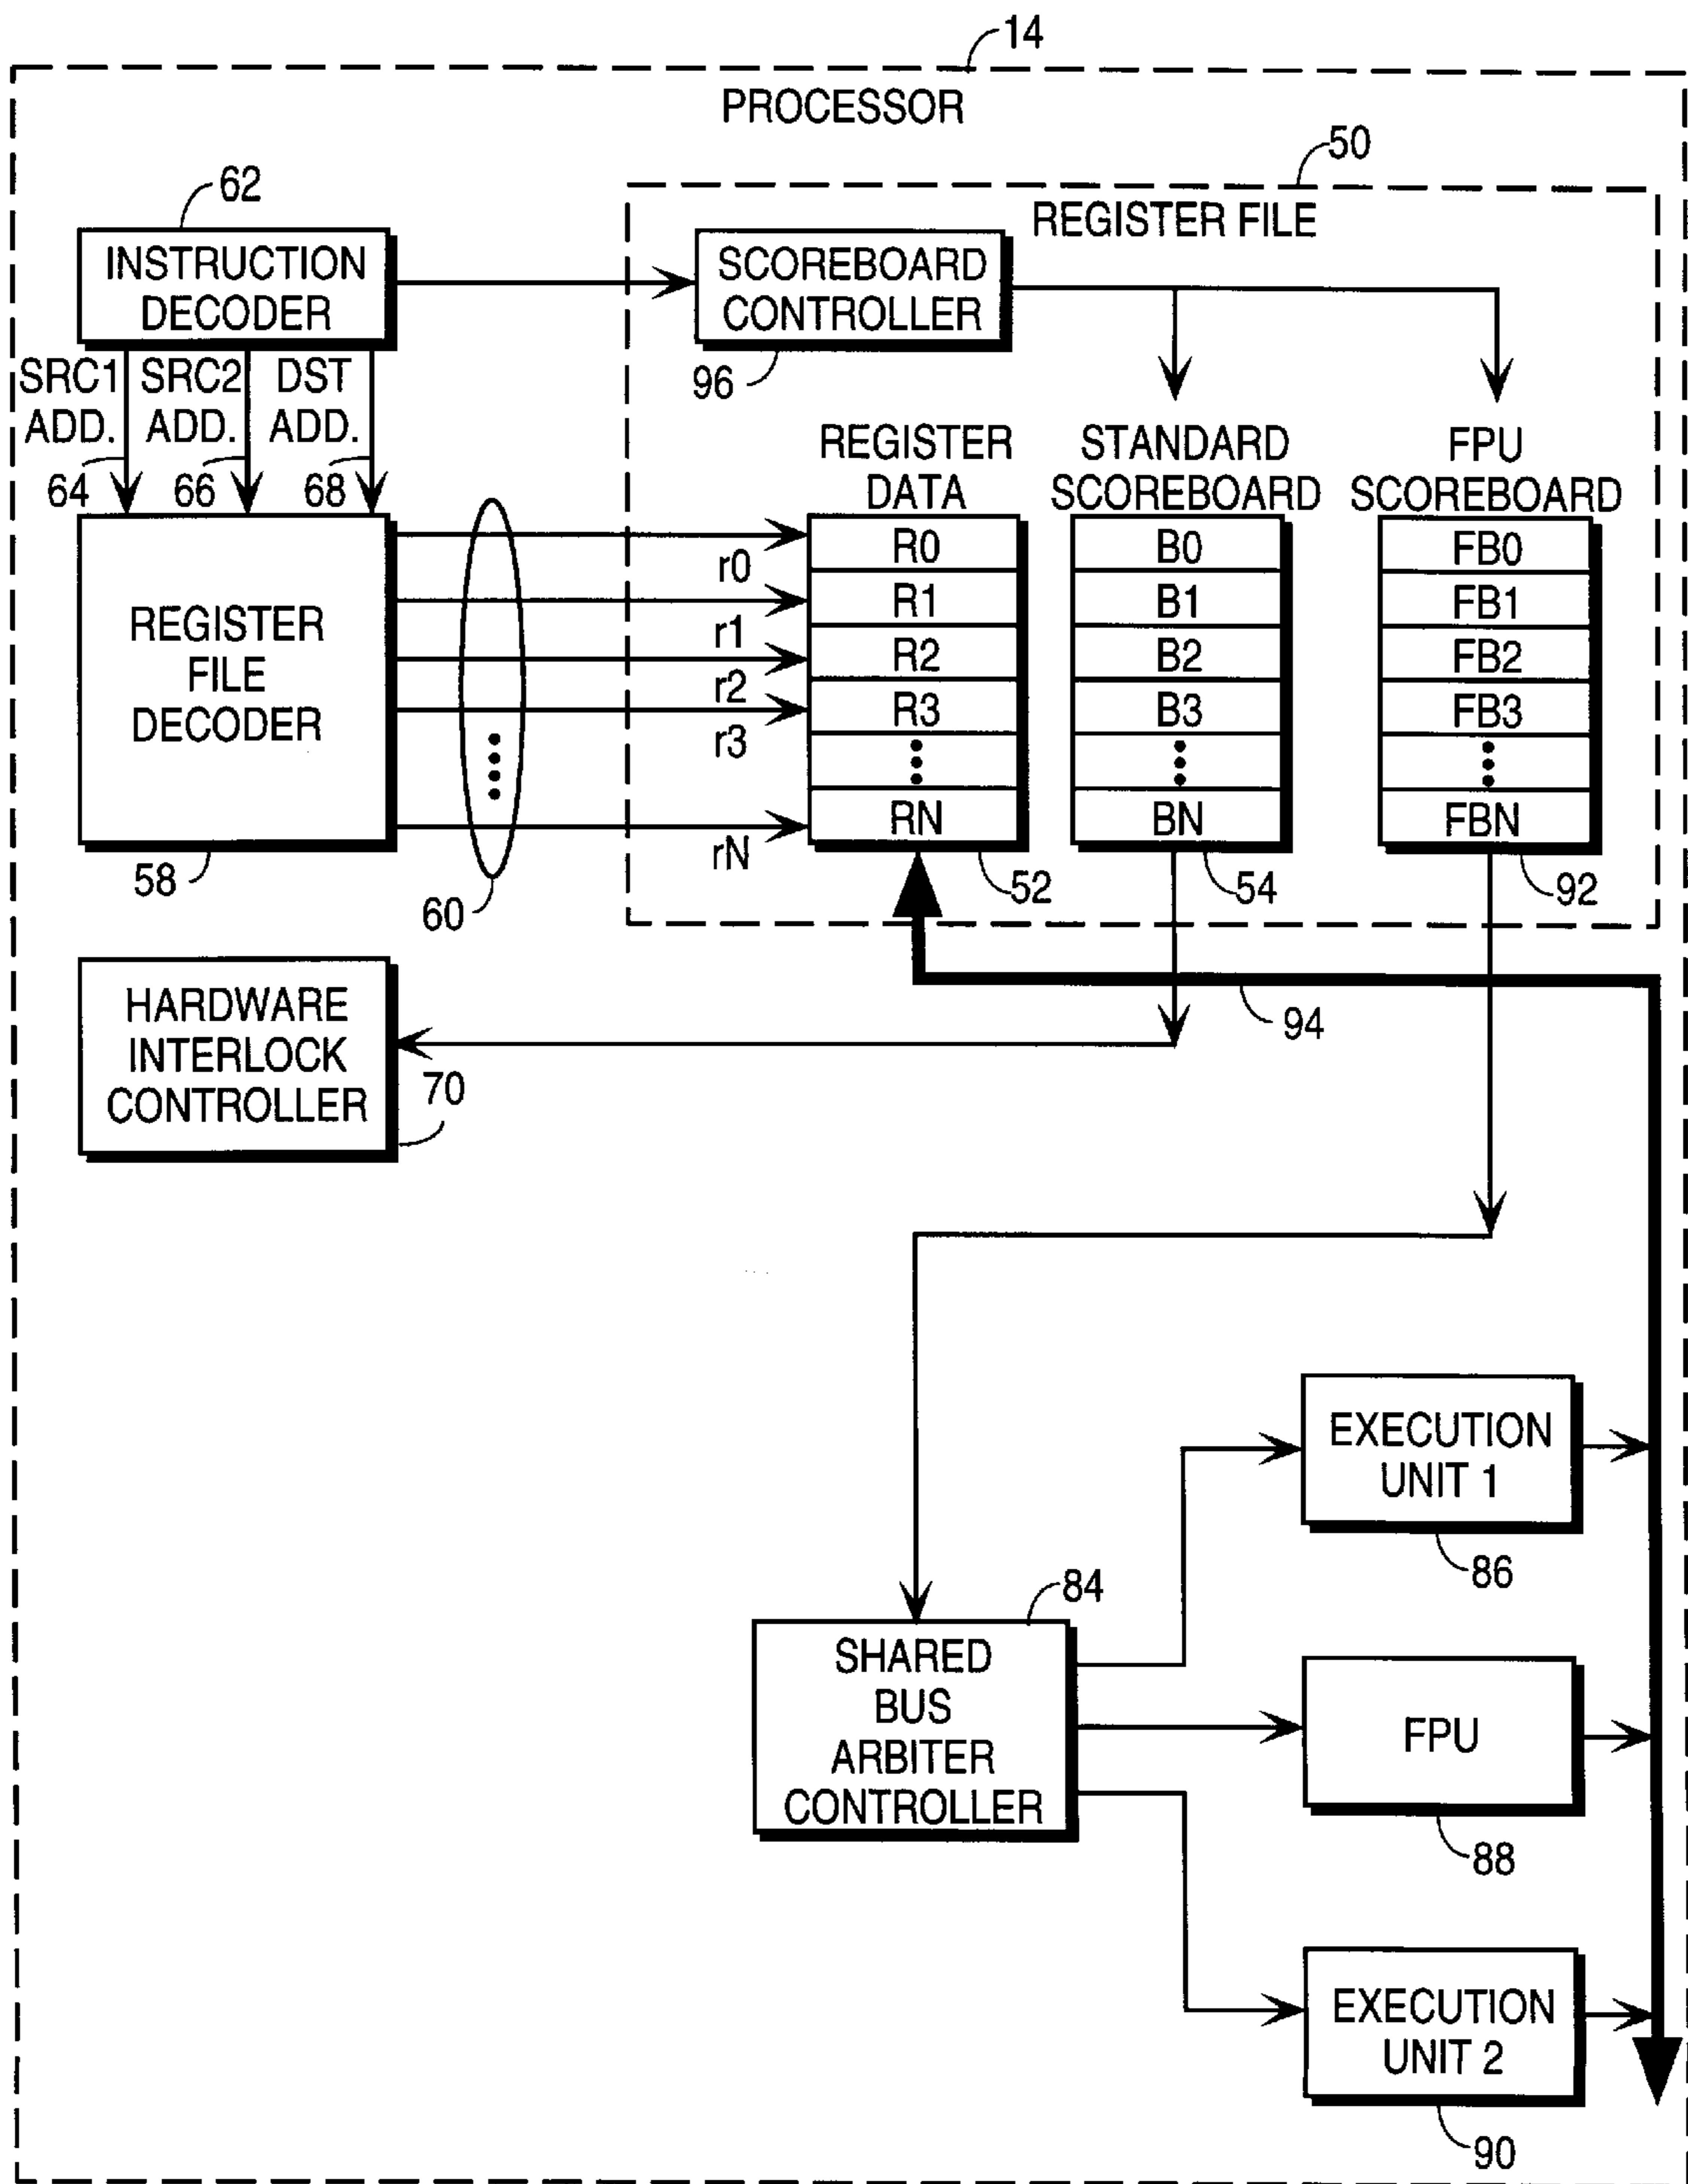 14
PROCESSOR
50
62
REGISTER FILE
INSTRUCTION
DECODER
SCOREBOARD
CONTROLLER
96
SRC1
ADD.
SRC2
ADD.
DST
ADD.
64
66
68
REGISTER
DATA
STANDARD
SCOREBOARD
FPU
SCOREBOARD
REGISTER
FILE
DECODER
58
60
r0
r1
r2
r3
rN
R0
R1
R2
R3
RN
52
B0
B1
B2
B3
BN
54
FB0
FB1
FB2
FB3
FBN
92
94
HARDWARE
INTERLOCK
CONTROLLER
70
EXECUTION
UNIT 1
86
84
SHARED
BUS
ARBITER
CONTROLLER
FPU
88
EXECUTION
UNIT 2
90